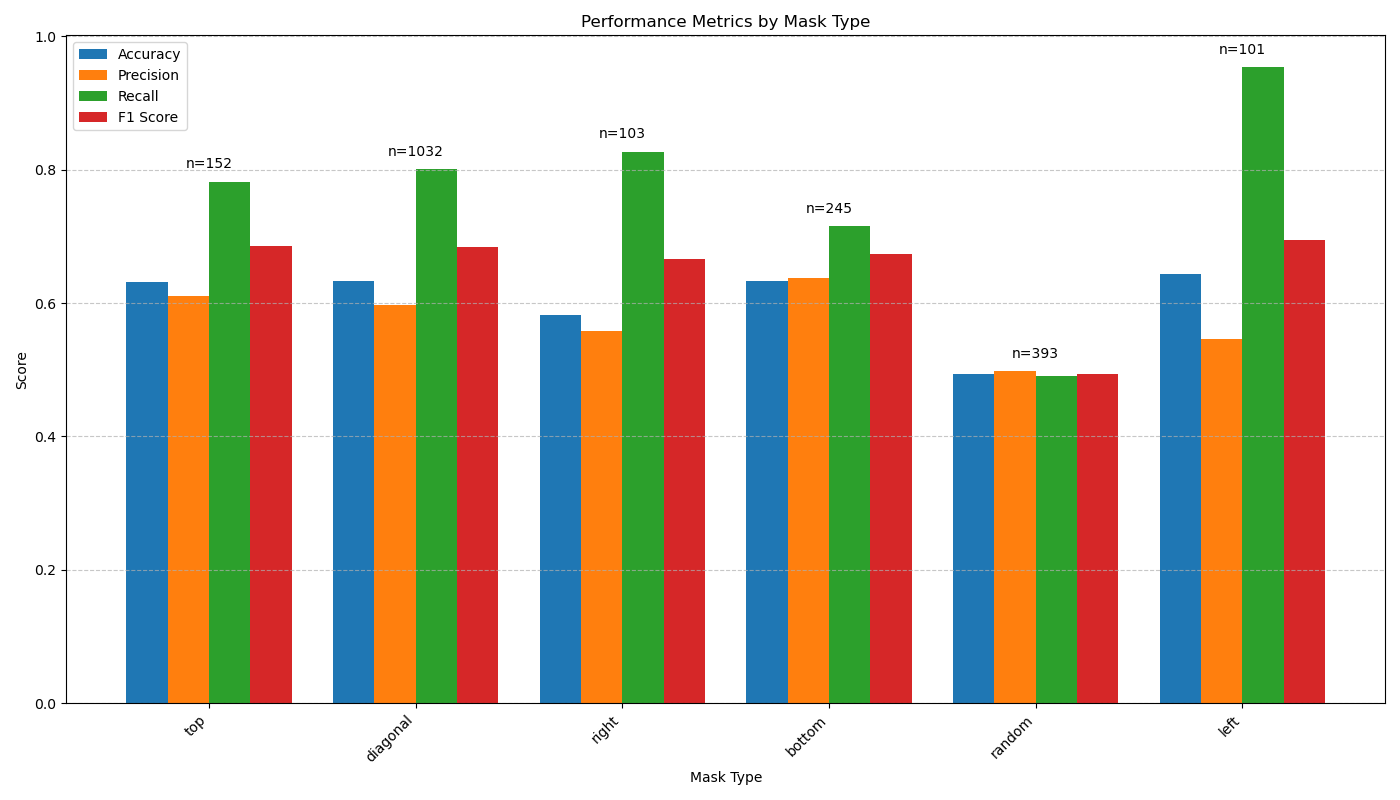 Performance Metrics by Mask Type
1.0
0.8
0.6
0.4
0.2
0.0
Score
Accuracy
Precision
Recall
F1 Score
n=152
n=1032
n=103
n=245
n=393
n=101
top
diagonal
right
bottom
random
left
Mask Type